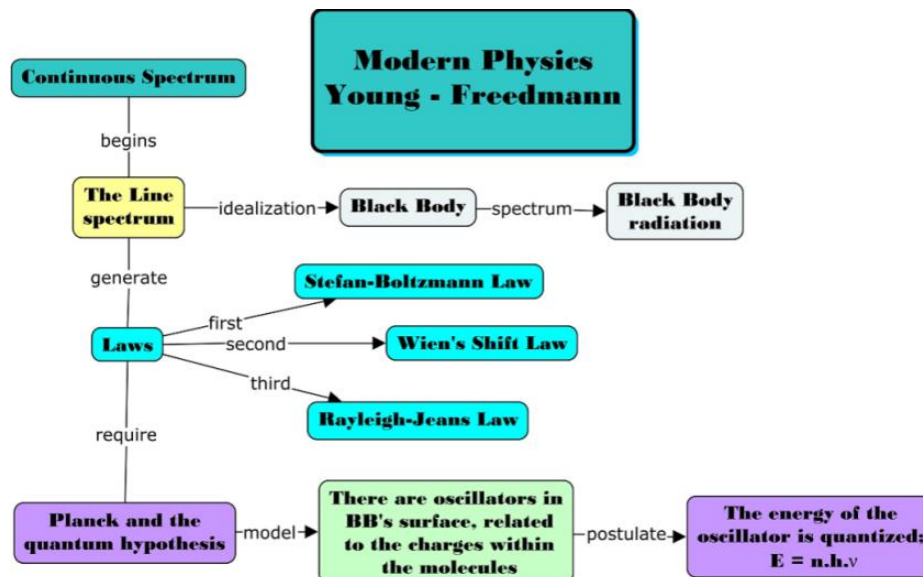 Modern Physics
Young - Freedmann
Continuous Spectrum
begins
The Line
spectrum
idealization
Black Body
spectrum
Black Body
radiation
generate
Stefan-Boltzmann Law
first
Laws
second
Wien's Shift Law
third
Rayleigh-Jeans Law
require
Planck and the
quantum hypothesis
model
There are oscillators in
BB's surface, related
to the charges within
the molecules
postulate
The energy of the
oscillator is quantized;
E = n.h.ν